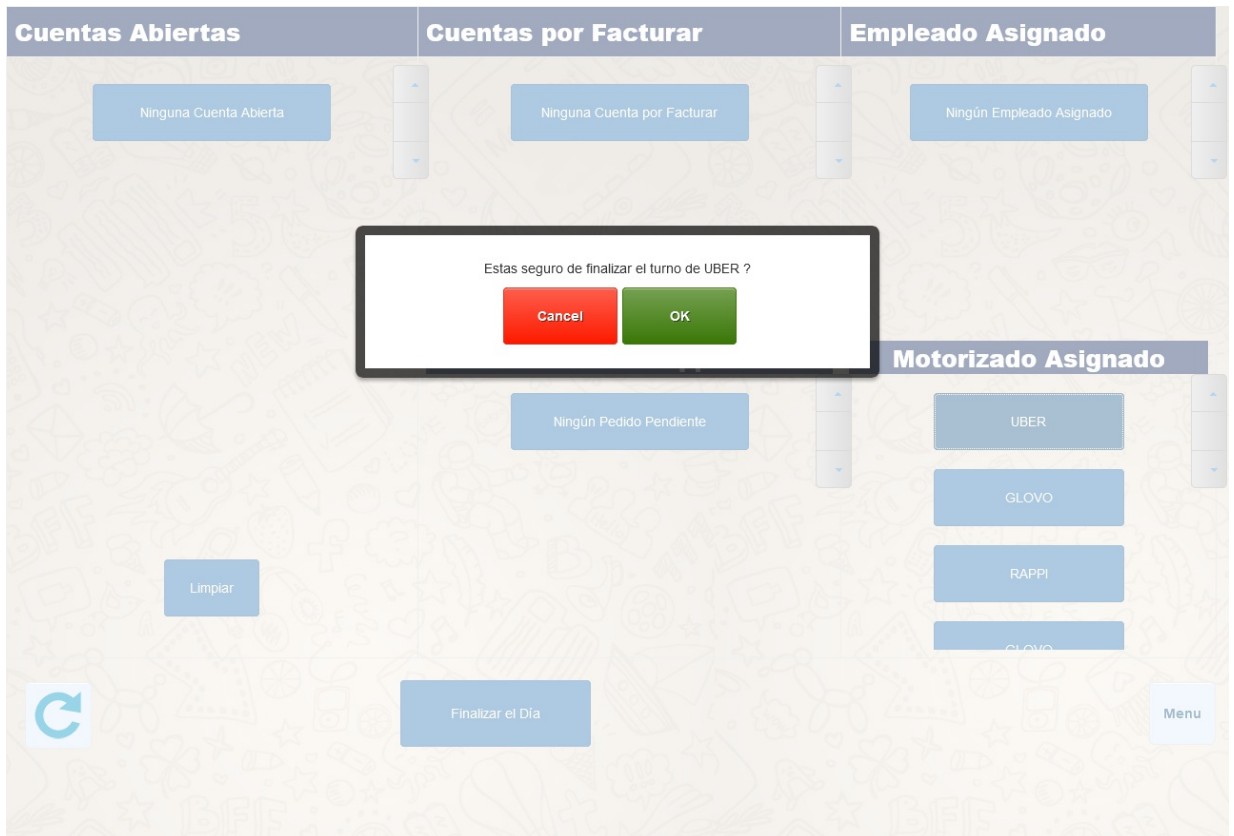 Cuentas Abiertas
Cuentas por Facturar
Empleado Asignado
Ninguna Cuenta Abierta
Ninguna Cuenta por Facturar
Ningún Empleado Asignado
Estas seguro de finalizar el turno de UBER ?
Cancel
OK
Motorizado Asignado
Ningún Pedido Pendiente
UBER
GLOVO
RAPPI
Limpiar
GLOVO
Finalizar el Día
Menu